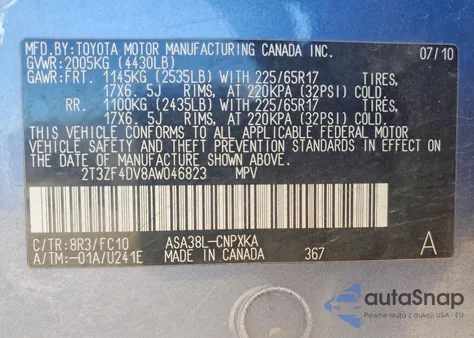 MFD.BY:TOYOTA MOTOR MANUFACTURING CANADA INC. 07/10
GVWR:2005KG (4430LB)
GAWR:FRT. 1145KG (2535LB) WITH 225/65R17 TIRES,
17X6.5J RIMS, AT 220KPA (32PSI) COLD.
RR. 1100KG (2435LB) WITH 225/65R17 TIRES,
17X6.5J RIMS, AT 220KPA (32PSI) COLD.
THIS VEHICLE CONFORMS TO ALL APPLICABLE FEDERAL MOTOR
VEHICLE SAFETY AND THEFT PREVENTION STANDARDS IN EFFECT
ON THE DATE OF MANUFACTURE SHOWN ABOVE.
2T3ZF4DV8AW046823 MPV
C/TR:8R3/FC10 ASA38L-CNPXKA
A/TM:-01A/U241E MADE IN CANADA 367 A
autoSnap
Pewne auto z USA i EU